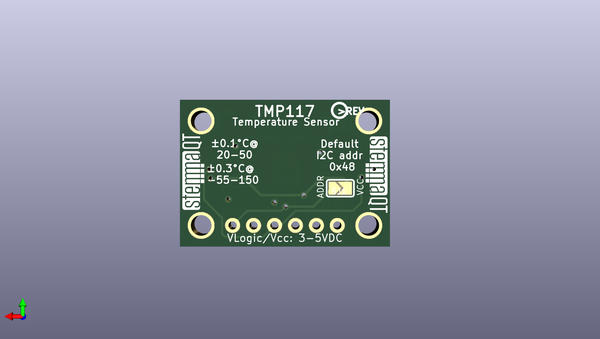 TMP117
REV
Temperature Sensor
±0.1°C@
20-50
±0.3°C@
-55-150
Default
I2C addr
0x48
ADDR
VCC
stemmaQT
stemmaQT
VLogic/Vcc: 3-5VDC